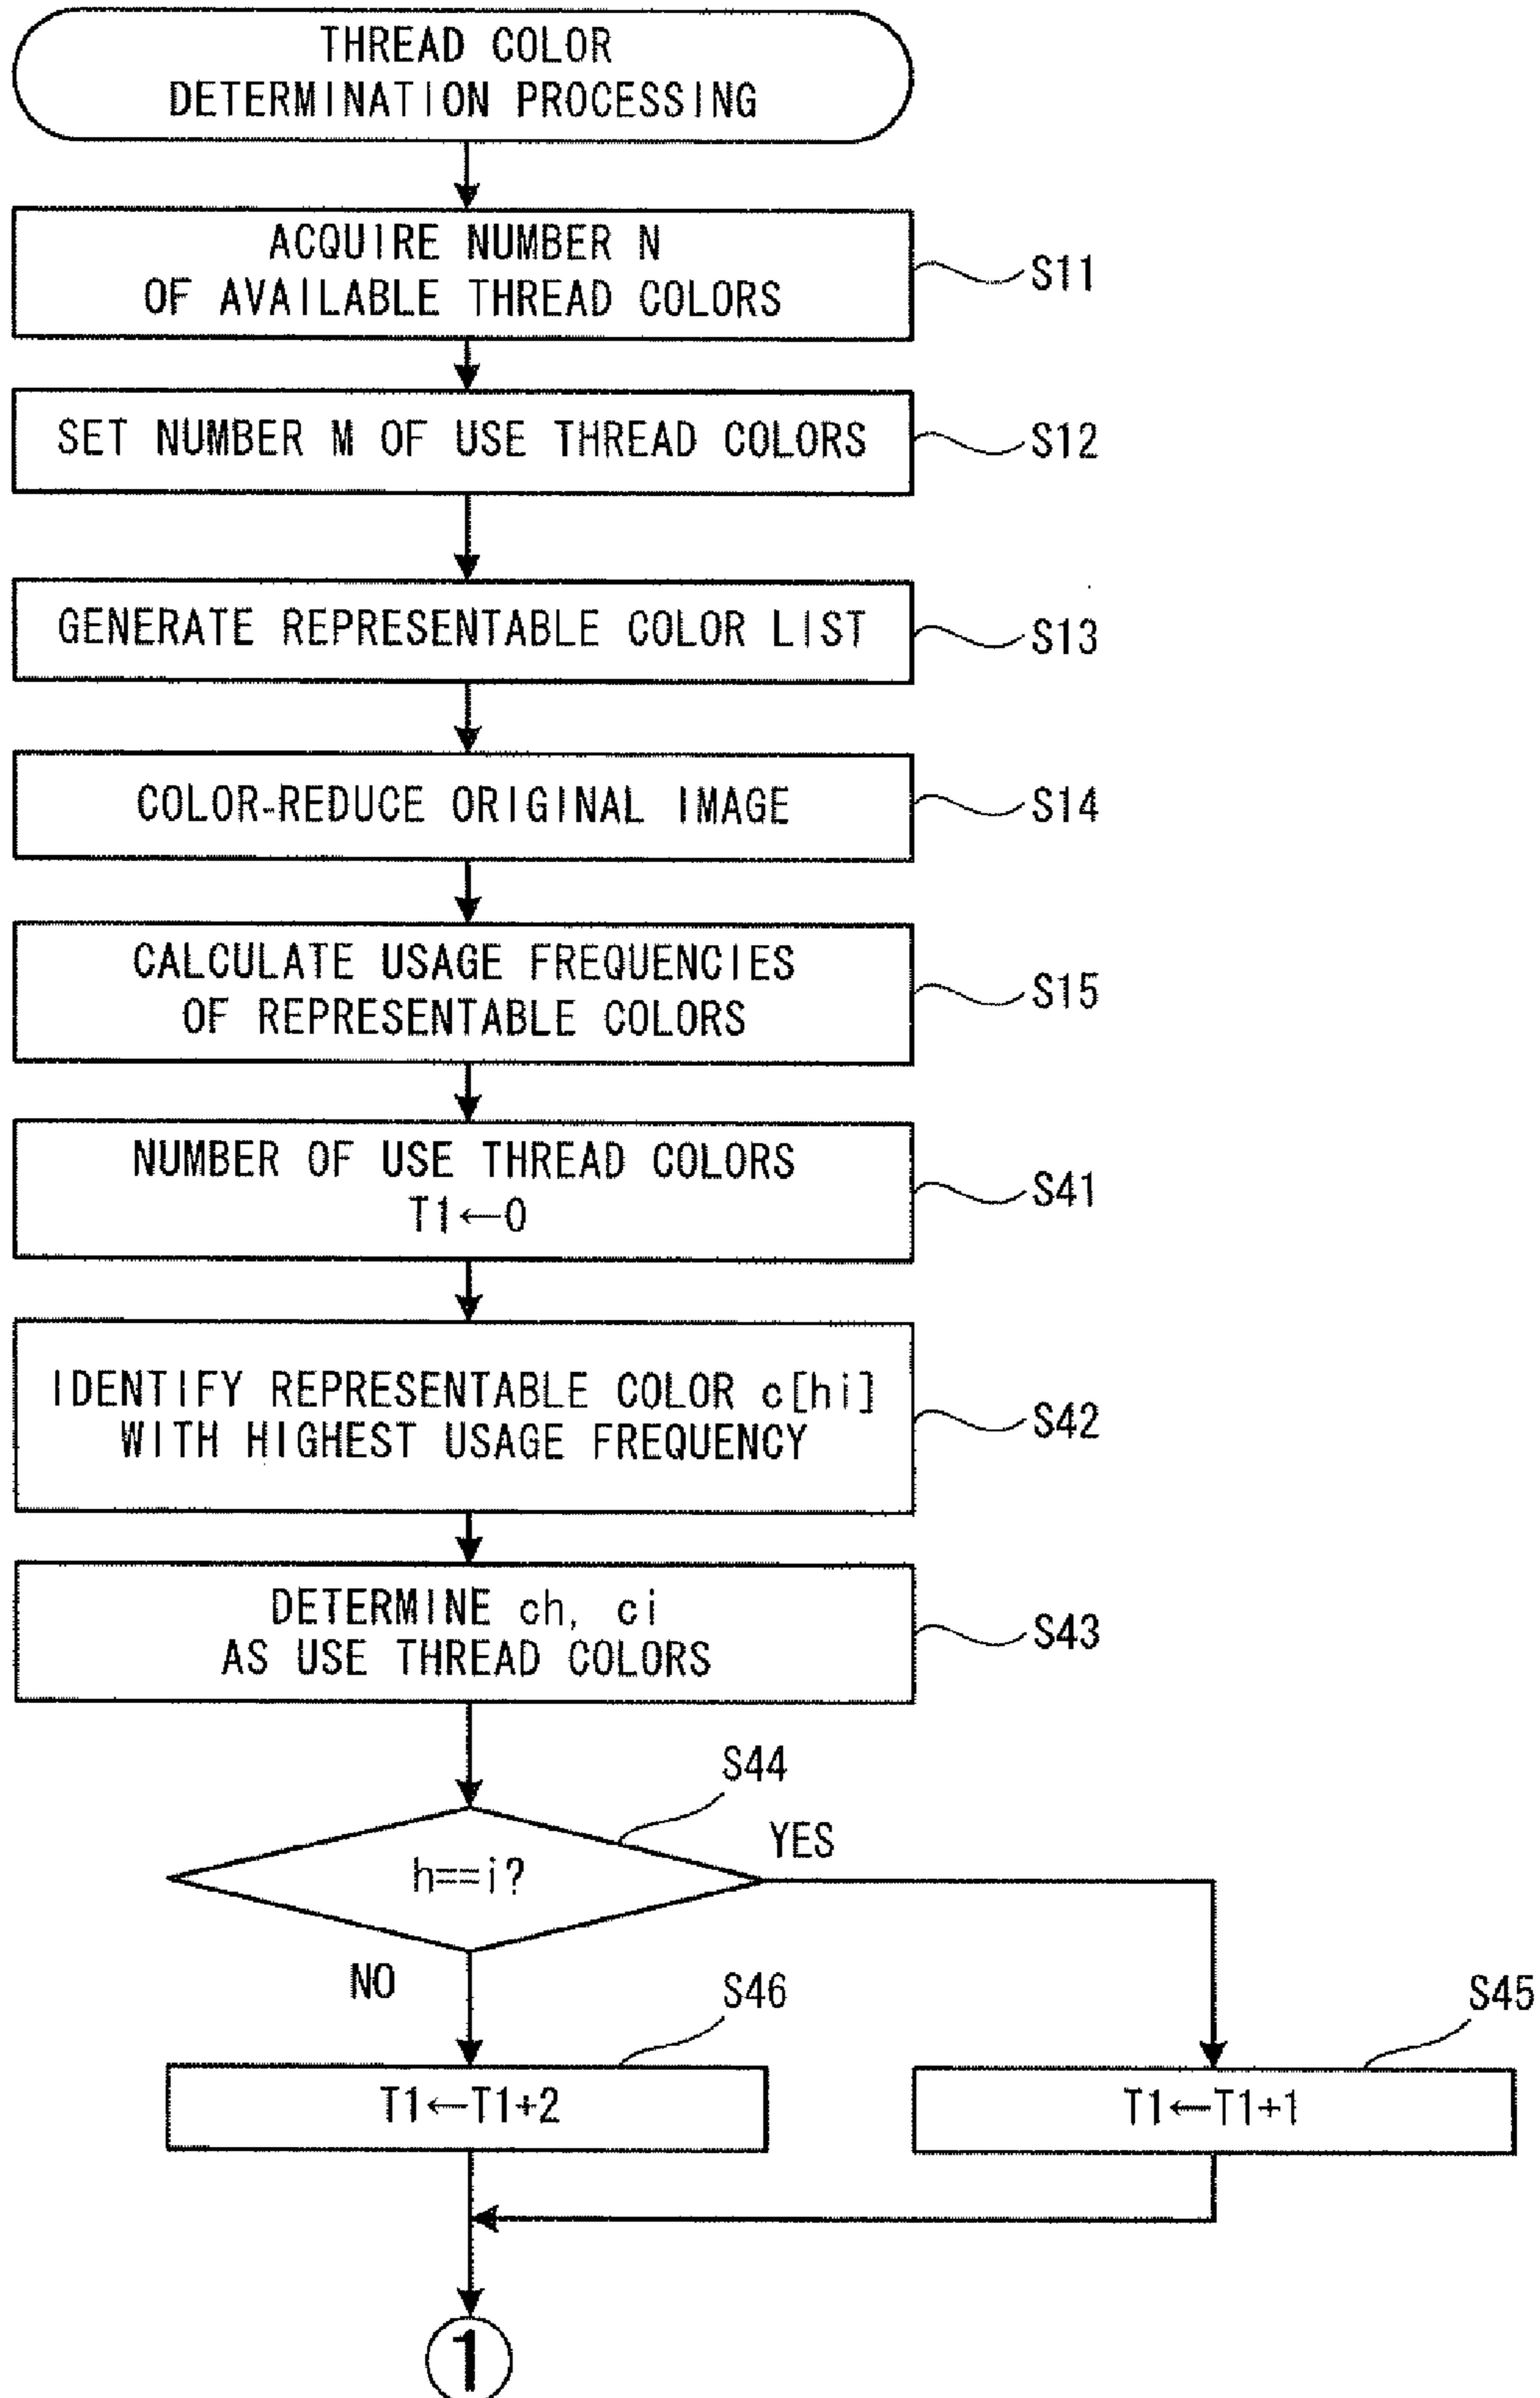 THREAD COLOR
DETERMINATION PROCESSING
ACQUIRE NUMBER N
OF AVAILABLE THREAD COLORS
S11
SET NUMBER M OF USE THREAD COLORS
S12
GENERATE REPRESENTABLE COLOR LIST
S13
COLOR-REDUCE ORIGINAL IMAGE
S14
CALCULATE USAGE FREQUENCIES
OF REPRESENTABLE COLORS
S15
NUMBER OF USE THREAD COLORS
T1←0
S41
IDENTIFY REPRESENTABLE COLOR c[hi]
WITH HIGHEST USAGE FREQUENCY
S42
DETERMINE ch, ci
AS USE THREAD COLORS
S43
S44
h==i?
YES
NO
S46
S45
T1←T1+2
T1←T1+1
1